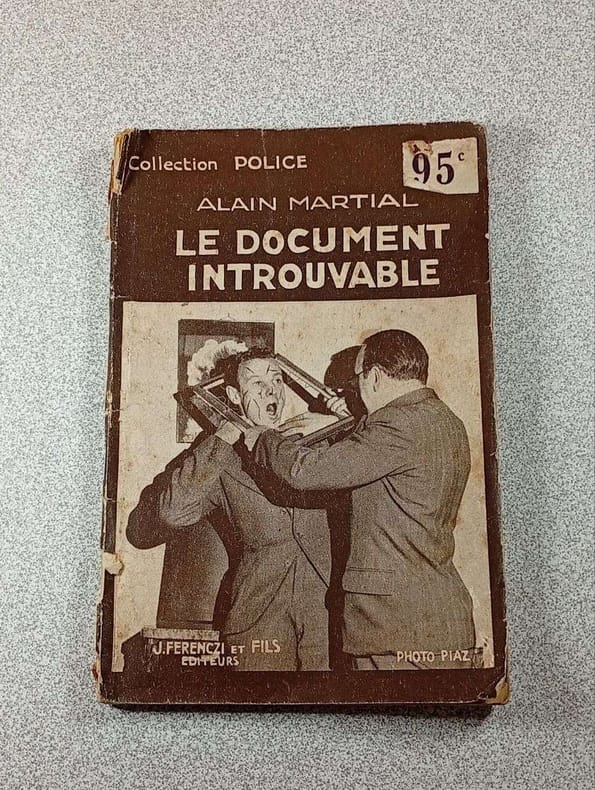 Collection POLICE
95c
ALAIN MARTIAL
LE DOCUMENT
INTROUVABLE
J. FERENCZI ET FILS
EDITEURS
PHOTO PIAZ